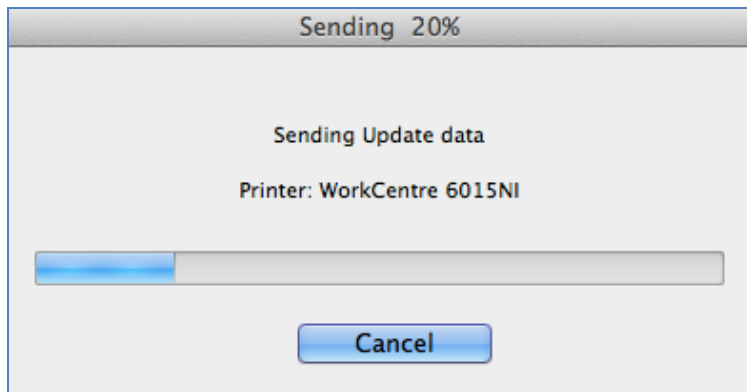 Sending 20%
Sending Update data
Printer: WorkCentre 6015NI
Cancel